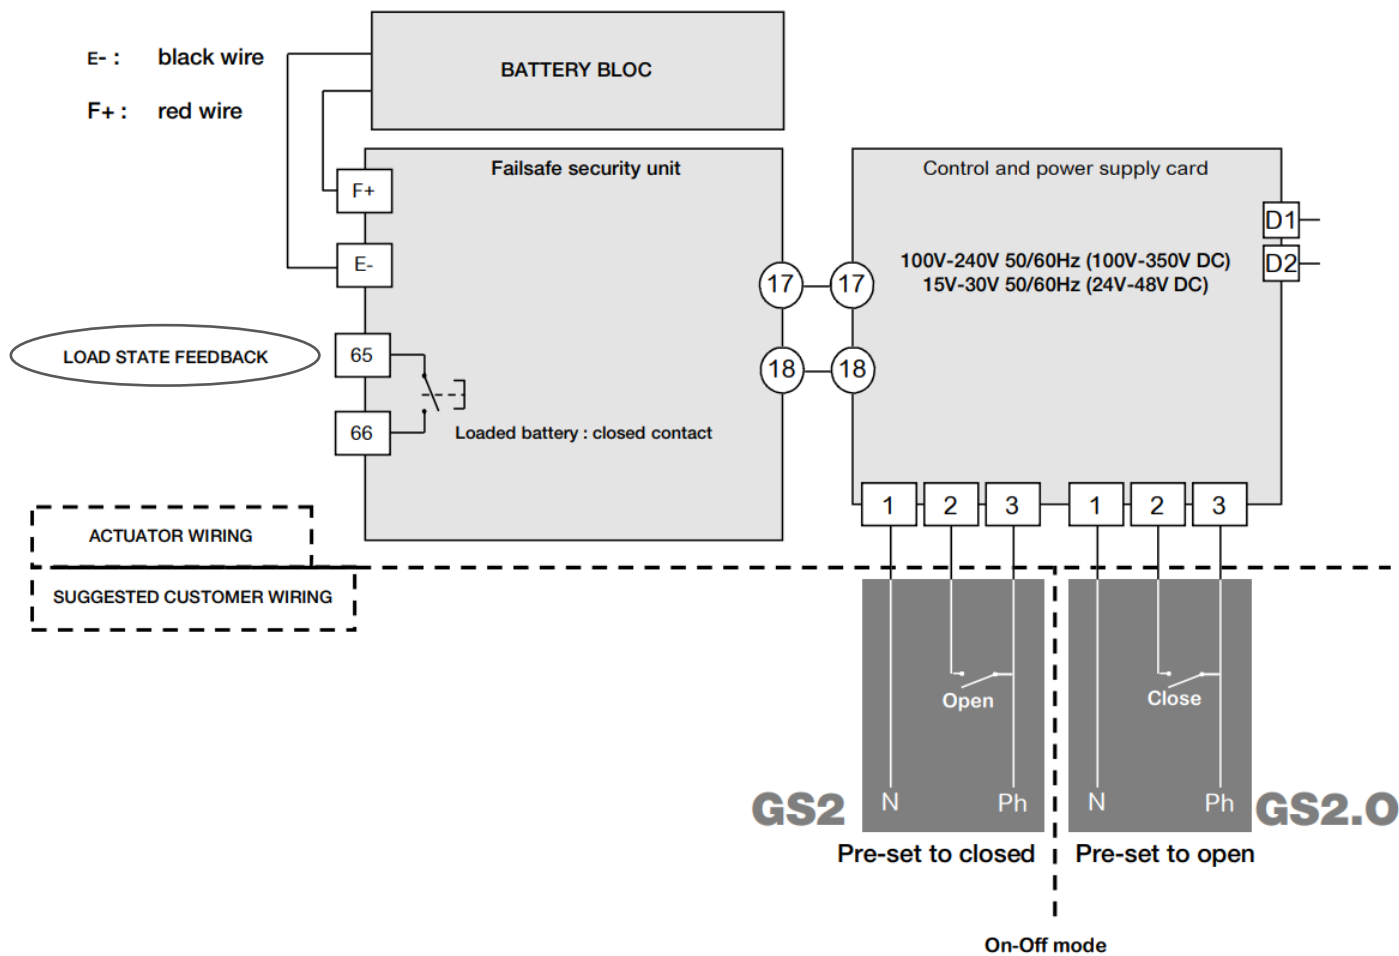 E- : black wire
F+ : red wire
BATTERY BLOC
Failsafe security unit
F+
E-
LOAD STATE FEEDBACK
65
66
Loaded battery : closed contact
17
18
Control and power supply card
100V-240V 50/60Hz (100V-350V DC)
15V-30V 50/60Hz (24V-48V DC)
17
18
D1
D2
1 2 3 1 2 3
ACTUATOR WIRING
SUGGESTED CUSTOMER WIRING
Open
Close
GS2 N Ph N Ph GS2.O
Pre-set to closed
Pre-set to open
On-Off mode